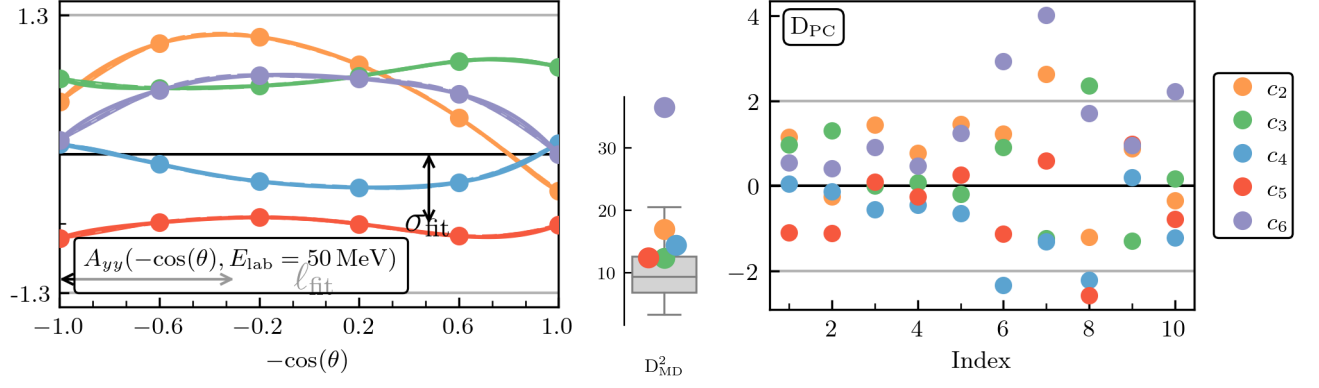 1.3
-1.3
−1.0
−0.6
−0.2
0.2
0.6
1.0
−cos(θ)
A_yy(−cos(θ), E_lab = 50 MeV)
σ_fit
ℓ_fit
30
20
10
D²_MD
D_PC
4
2
0
−2
2
4
6
8
10
Index
c_2
c_3
c_4
c_5
c_6